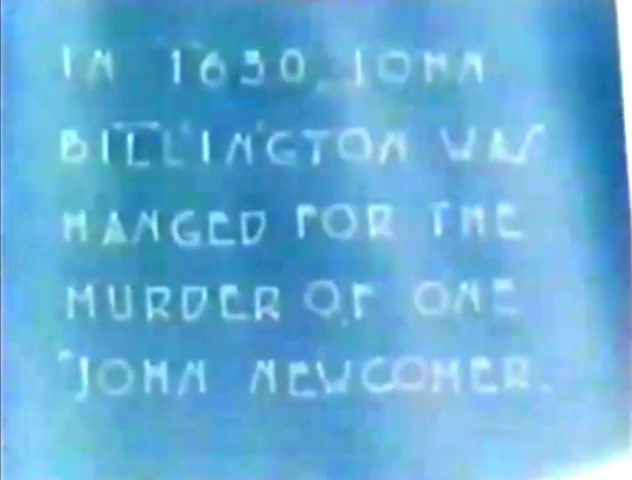 IN 1630, JOHN
BILLINGTON WAS
HANGED FOR THE
MURDER OF ONE
JOHN NEWCOMER.